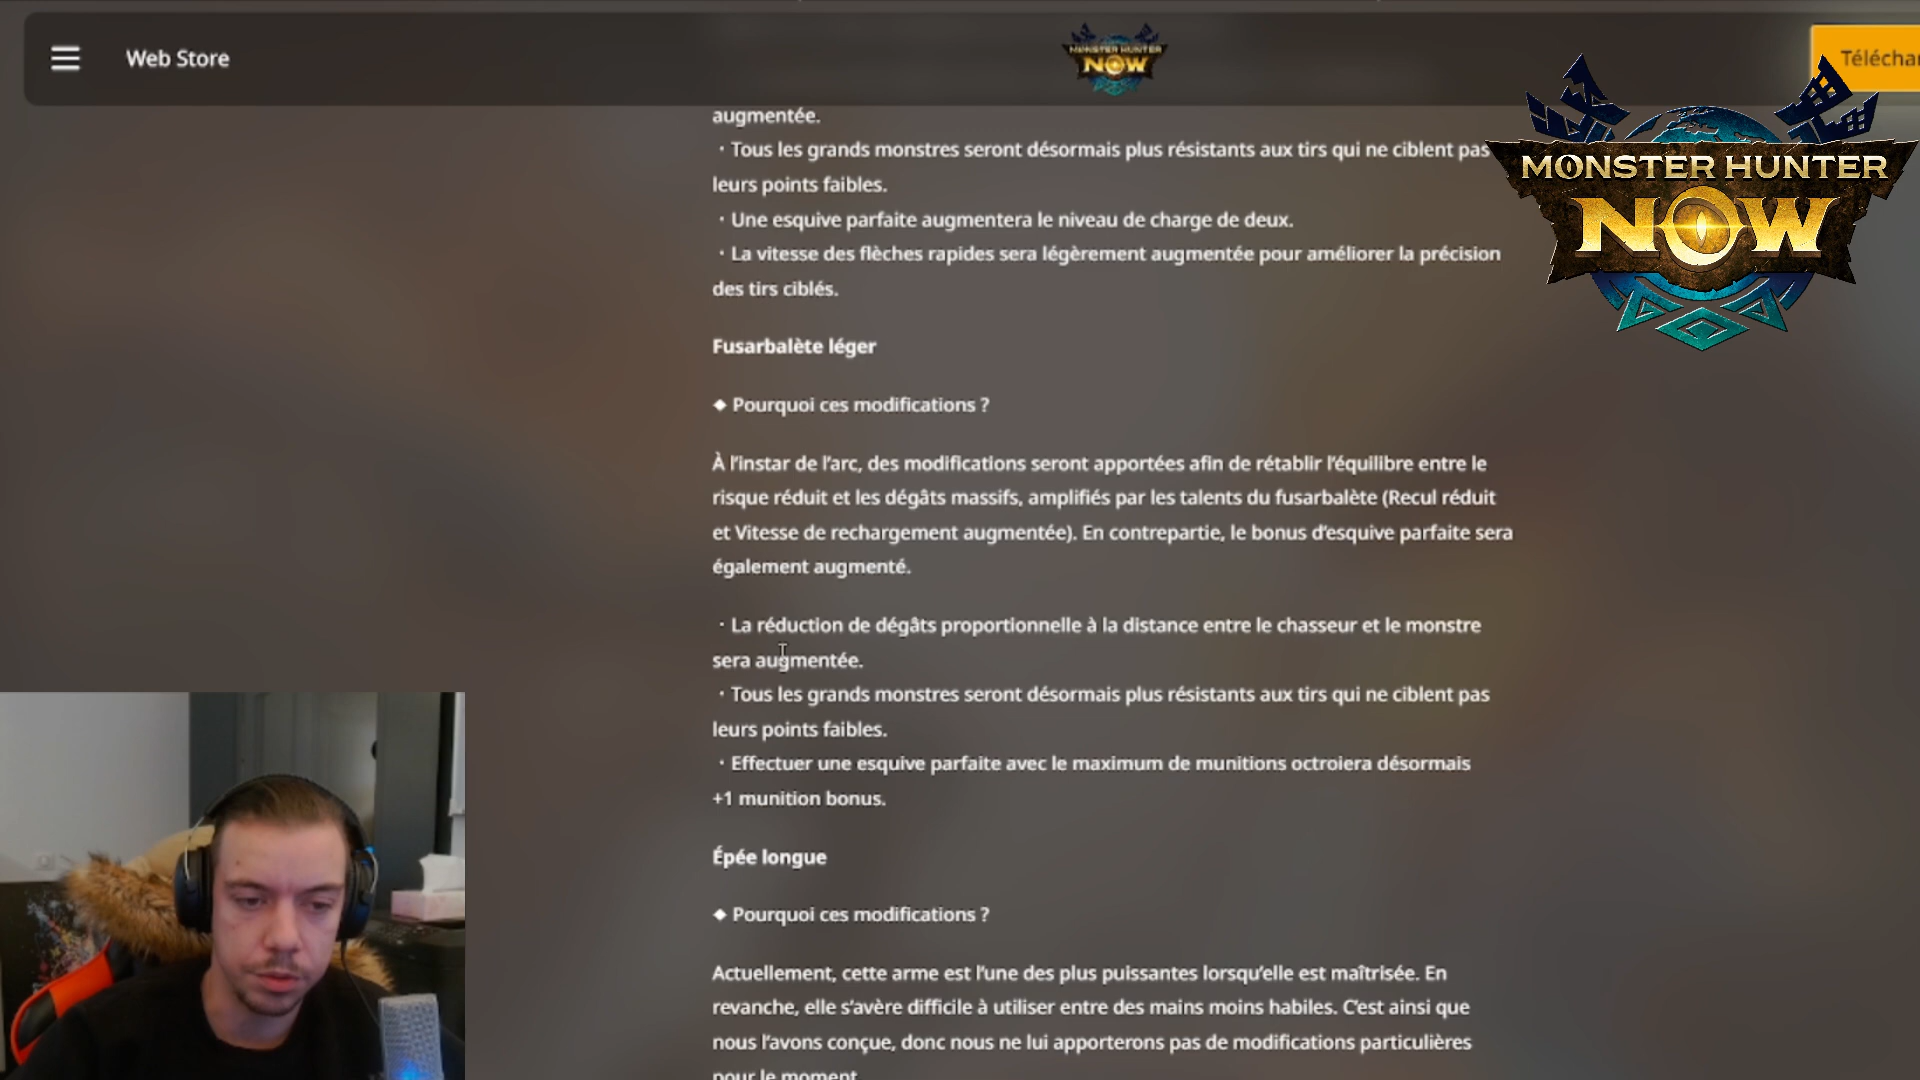 Web Store
MONSTER HUNTER
NOW
Téléchar
MONSTER HUNTER
NOW
augmentée.
・Tous les grands monstres seront désormais plus résistants aux tirs qui ne ciblent pas
leurs points faibles.
・Une esquive parfaite augmentera le niveau de charge de deux.
・La vitesse des flèches rapides sera légèrement augmentée pour améliorer la précision
des tirs ciblés.
Fusarbalète léger
◆ Pourquoi ces modifications ?
À l’instar de l’arc, des modifications seront apportées afin de rétablir l’équilibre entre le
risque réduit et les dégâts massifs, amplifiés par les talents du fusarbalète (Recul réduit
et Vitesse de rechargement augmentée). En contrepartie, le bonus d’esquive parfaite sera
également augmenté.
・La réduction de dégâts proportionnelle à la distance entre le chasseur et le monstre
sera augmentée.
・Tous les grands monstres seront désormais plus résistants aux tirs qui ne ciblent pas
leurs points faibles.
・Effectuer une esquive parfaite avec le maximum de munitions octroiera désormais
+1 munition bonus.
Épée longue
◆ Pourquoi ces modifications ?
Actuellement, cette arme est l’une des plus puissantes lorsqu’elle est maîtrisée. En
revanche, elle s’avère difficile à utiliser entre des mains moins habiles. C’est ainsi que
nous l’avons conçue, donc nous ne lui apporterons pas de modifications particulières
pour le moment.